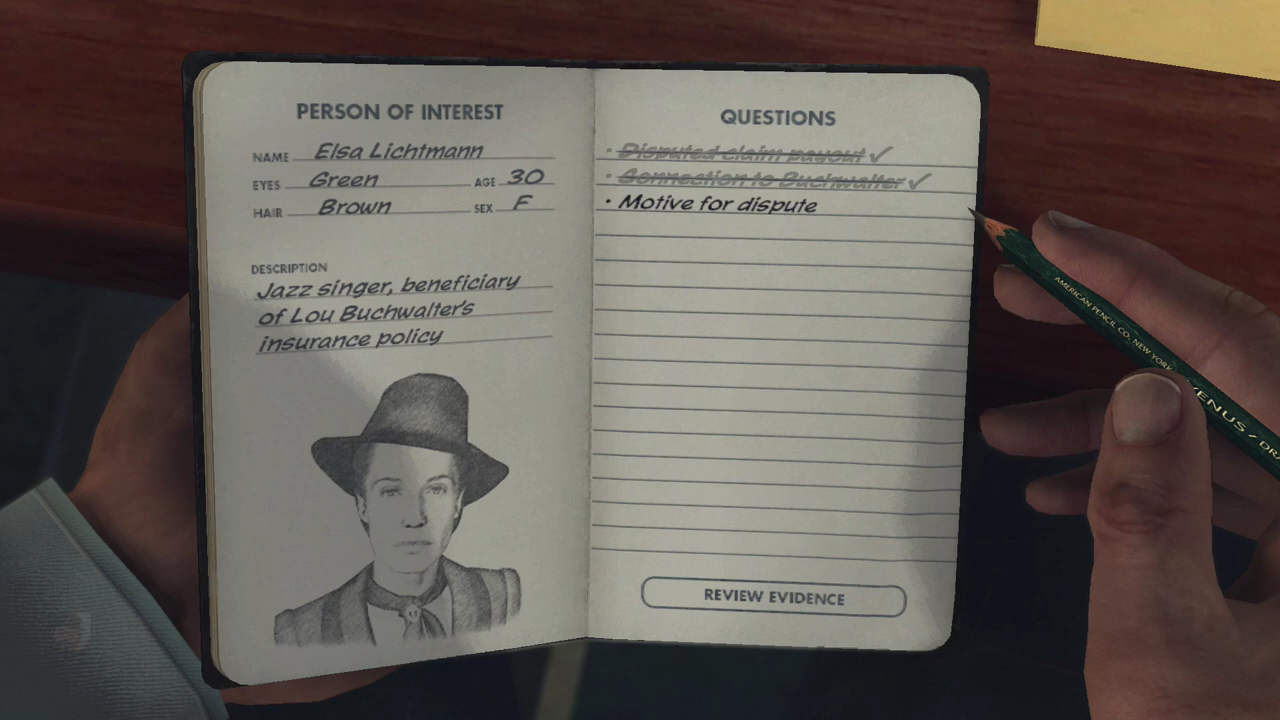 PERSON OF INTEREST
NAME Elsa Lichtmann
EYES Green AGE 30
HAIR Brown SEX F
DESCRIPTION
Jazz singer, beneficiary
of Lou Buchwalter's
insurance policy
QUESTIONS
• Disputed claim payout ✓
• Connection to Buchwalter ✓
• Motive for dispute
REVIEW EVIDENCE
AMERICAN PENCIL CO. NEW YORK
VENUS / DRA